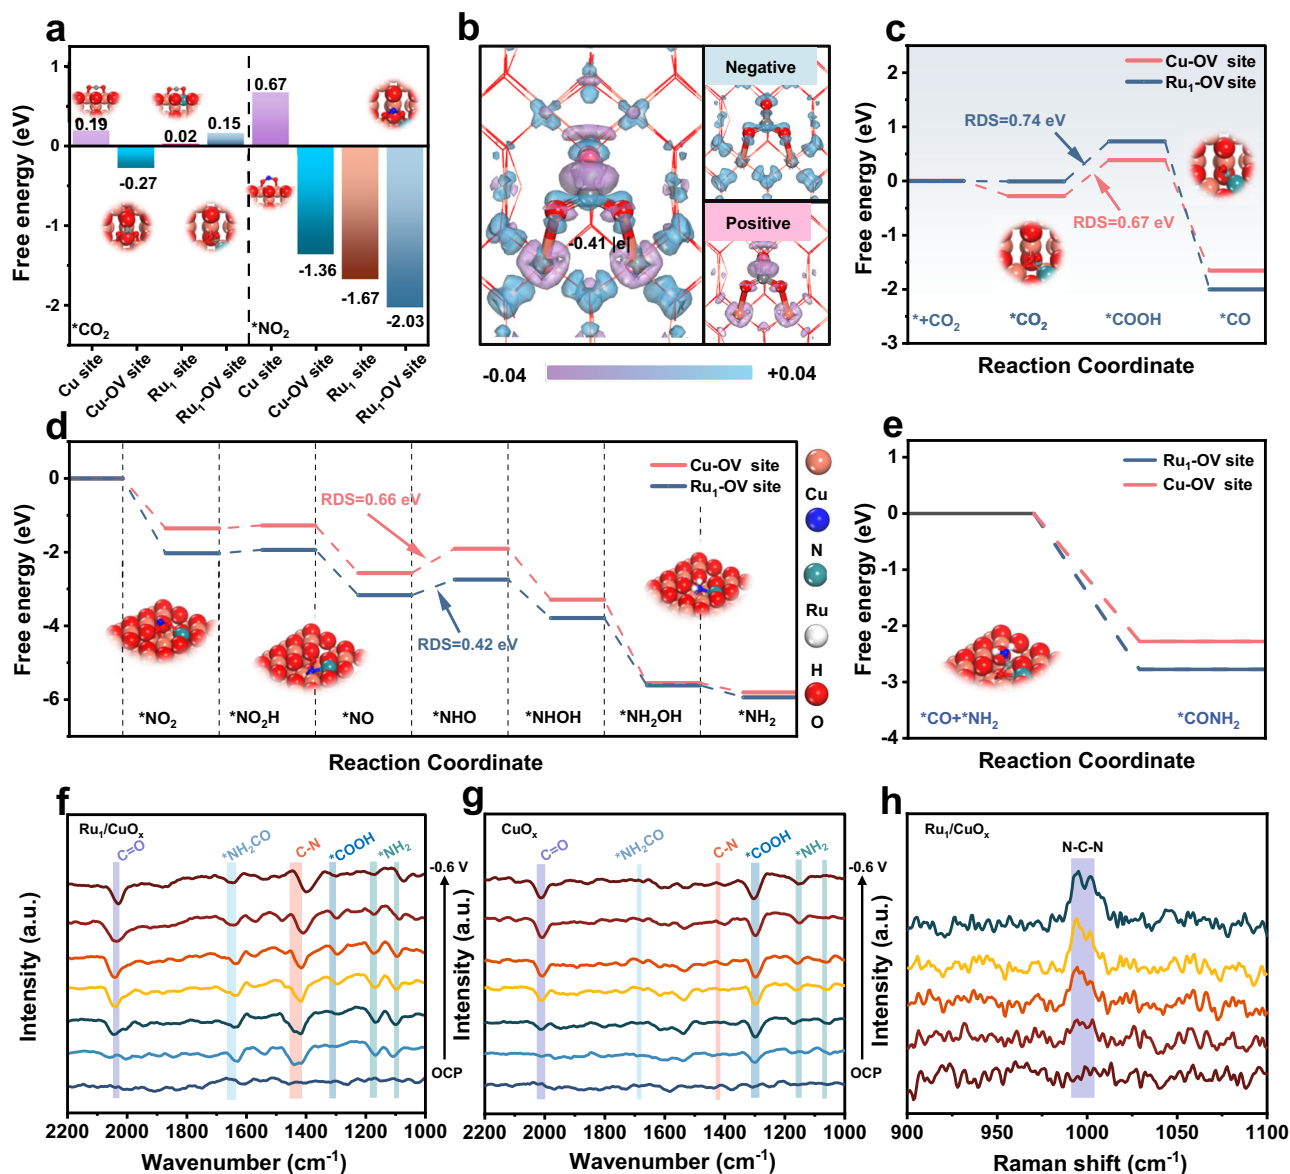 a
Free energy (eV)
1
0
-1
-2
0.19
-0.27
0.02
0.15
0.67
-1.36
-1.67
-2.03
*CO₂
*NO₂
Cu site
Cu-OV site
Ru₁ site
Ru₁-OV site
Cu site
Cu-OV site
Ru₁ site
Ru₁-OV site
b
-0.41 |e|
Negative
Positive
-0.04
+0.04
c
Free energy (eV)
2
1
0
-1
-2
-3
Cu-OV site
Ru₁-OV site
RDS=0.74 eV
RDS=0.67 eV
*+CO₂
*CO₂
*COOH
*CO
Reaction Coordinate
d
Free energy (eV)
0
-2
-4
-6
Cu-OV site
Ru₁-OV site
RDS=0.66 eV
RDS=0.42 eV
*NO₂
*NO₂H
*NO
*NHO
*NHOH
*NH₂OH
*NH₂
Reaction Coordinate
Cu
N
Ru
H
O
e
Free energy (eV)
1
0
-1
-2
-3
-4
Ru₁-OV site
Cu-OV site
*CO+*NH₂
*CONH₂
Reaction Coordinate
f
Intensity (a.u.)
Ru₁/CuOₓ
C=O
*NH₂CO
C-N
*COOH
*NH₂
-0.6 V
OCP
2200 2000 1800 1600 1400 1200 1000
Wavenumber (cm⁻¹)
g
Intensity (a.u.)
CuOₓ
C=O
*NH₂CO
C-N
*COOH
*NH₂
-0.6 V
OCP
2200 2000 1800 1600 1400 1200 1000
Wavenumber (cm⁻¹)
h
Intensity (a.u.)
Ru₁/CuOₓ
N-C-N
900 950 1000 1050 1100
Raman shift (cm⁻¹)